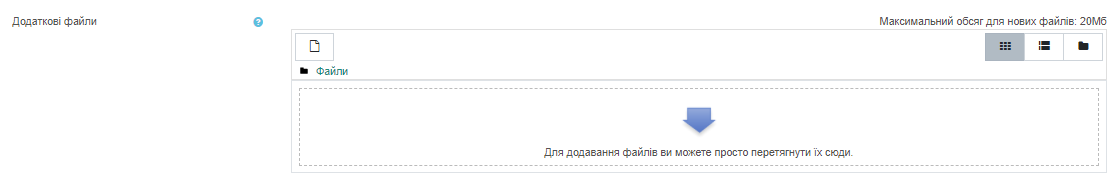 Додаткові файли
Максимальний обсяг для нових файлів: 20Мб
Файли
Для додавання файлів ви можете просто перетягнути їх сюди.